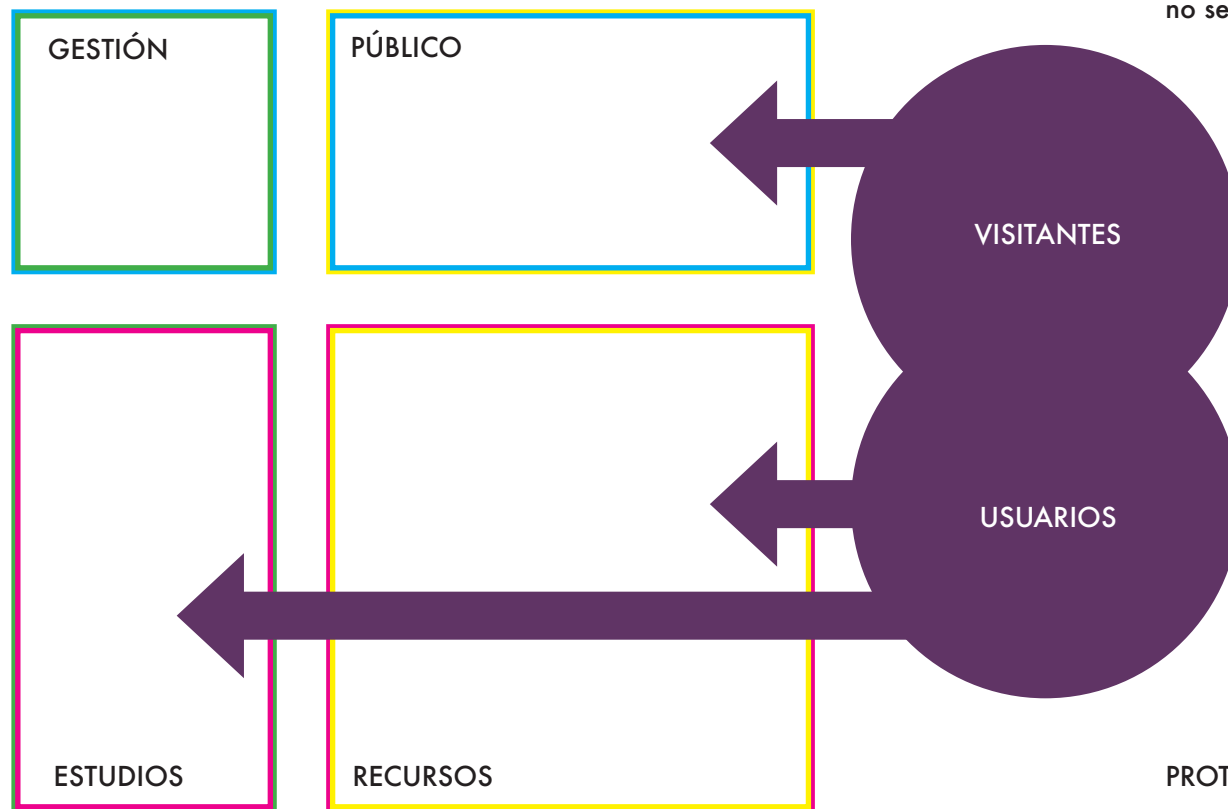 no se
GESTIÓN
PÚBLICO
VISITANTES
USUARIOS
ESTUDIOS
RECURSOS
PROT